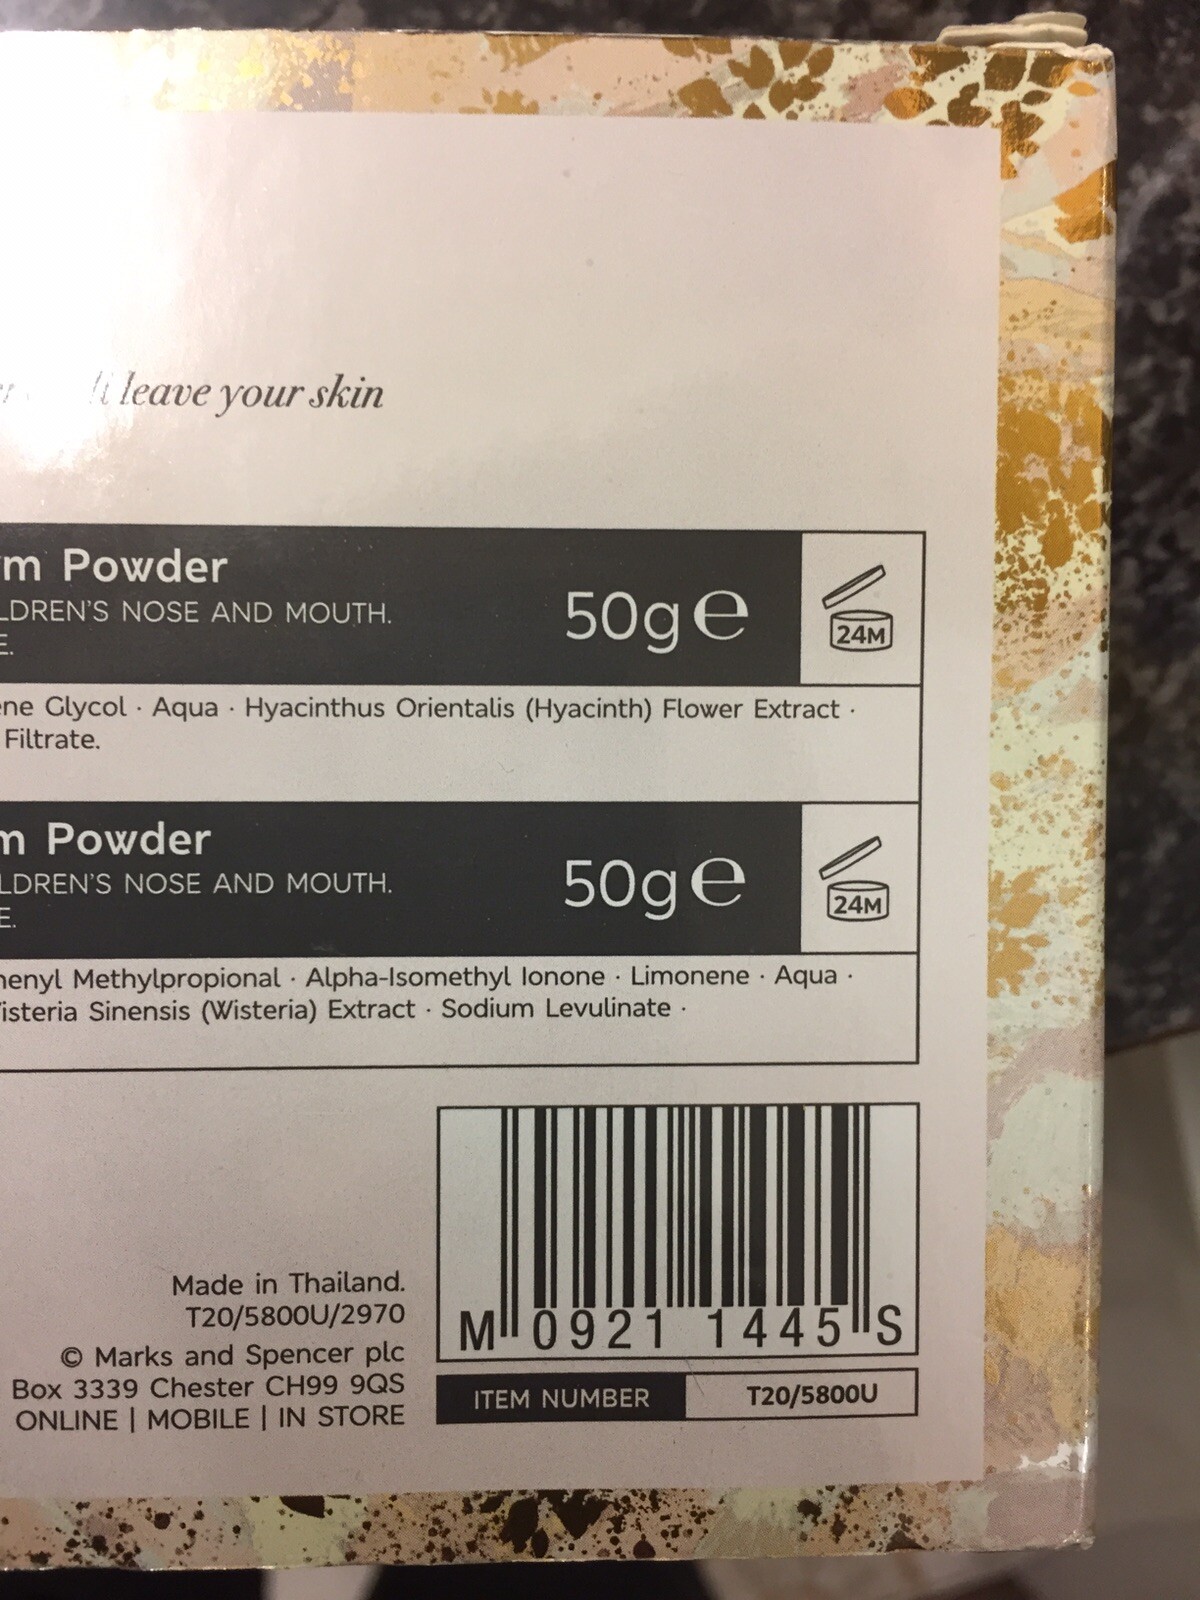 leave your skin
m Powder
LDREN'S NOSE AND MOUTH.
E.
50g e
24M
ne Glycol · Aqua · Hyacinthus Orientalis (Hyacinth) Flower Extract ·
Filtrate.
m Powder
LDREN'S NOSE AND MOUTH.
E.
50g e
24M
henyl Methylpropional · Alpha-Isomethyl Ionone · Limonene · Aqua ·
isteria Sinensis (Wisteria) Extract · Sodium Levulinate ·
Made in Thailand.
T20/5800U/2970
© Marks and Spencer plc
Box 3339 Chester CH99 9QS
ONLINE | MOBILE | IN STORE
M 0921 1445 S
ITEM NUMBER T20/5800U